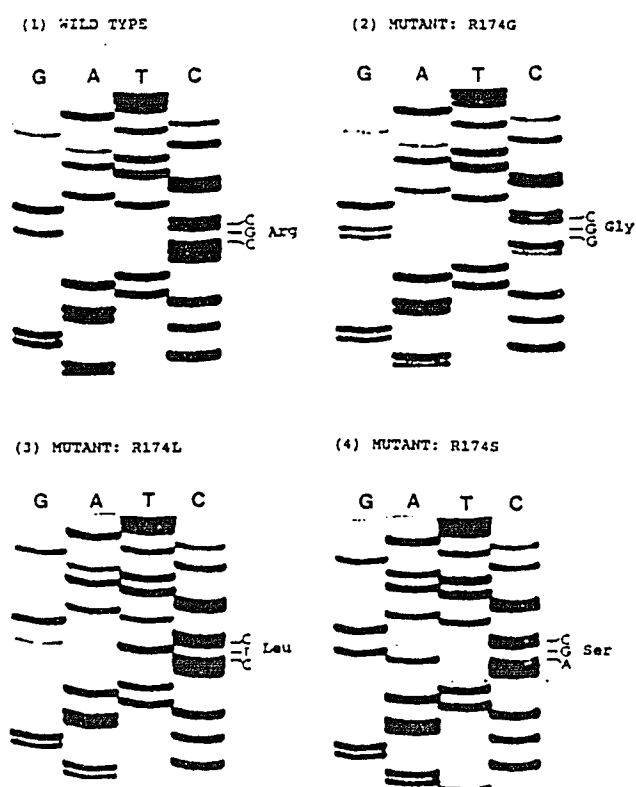 (1) WILD TYPE
G A T C
C
G
C
Arg
(2) MUTANT: R174G
G A T C
C
G
G
Gly
(3) MUTANT: R174L
G A T C
C
T
C
Leu
(4) MUTANT: R174S
G A T C
C
G
A
Ser